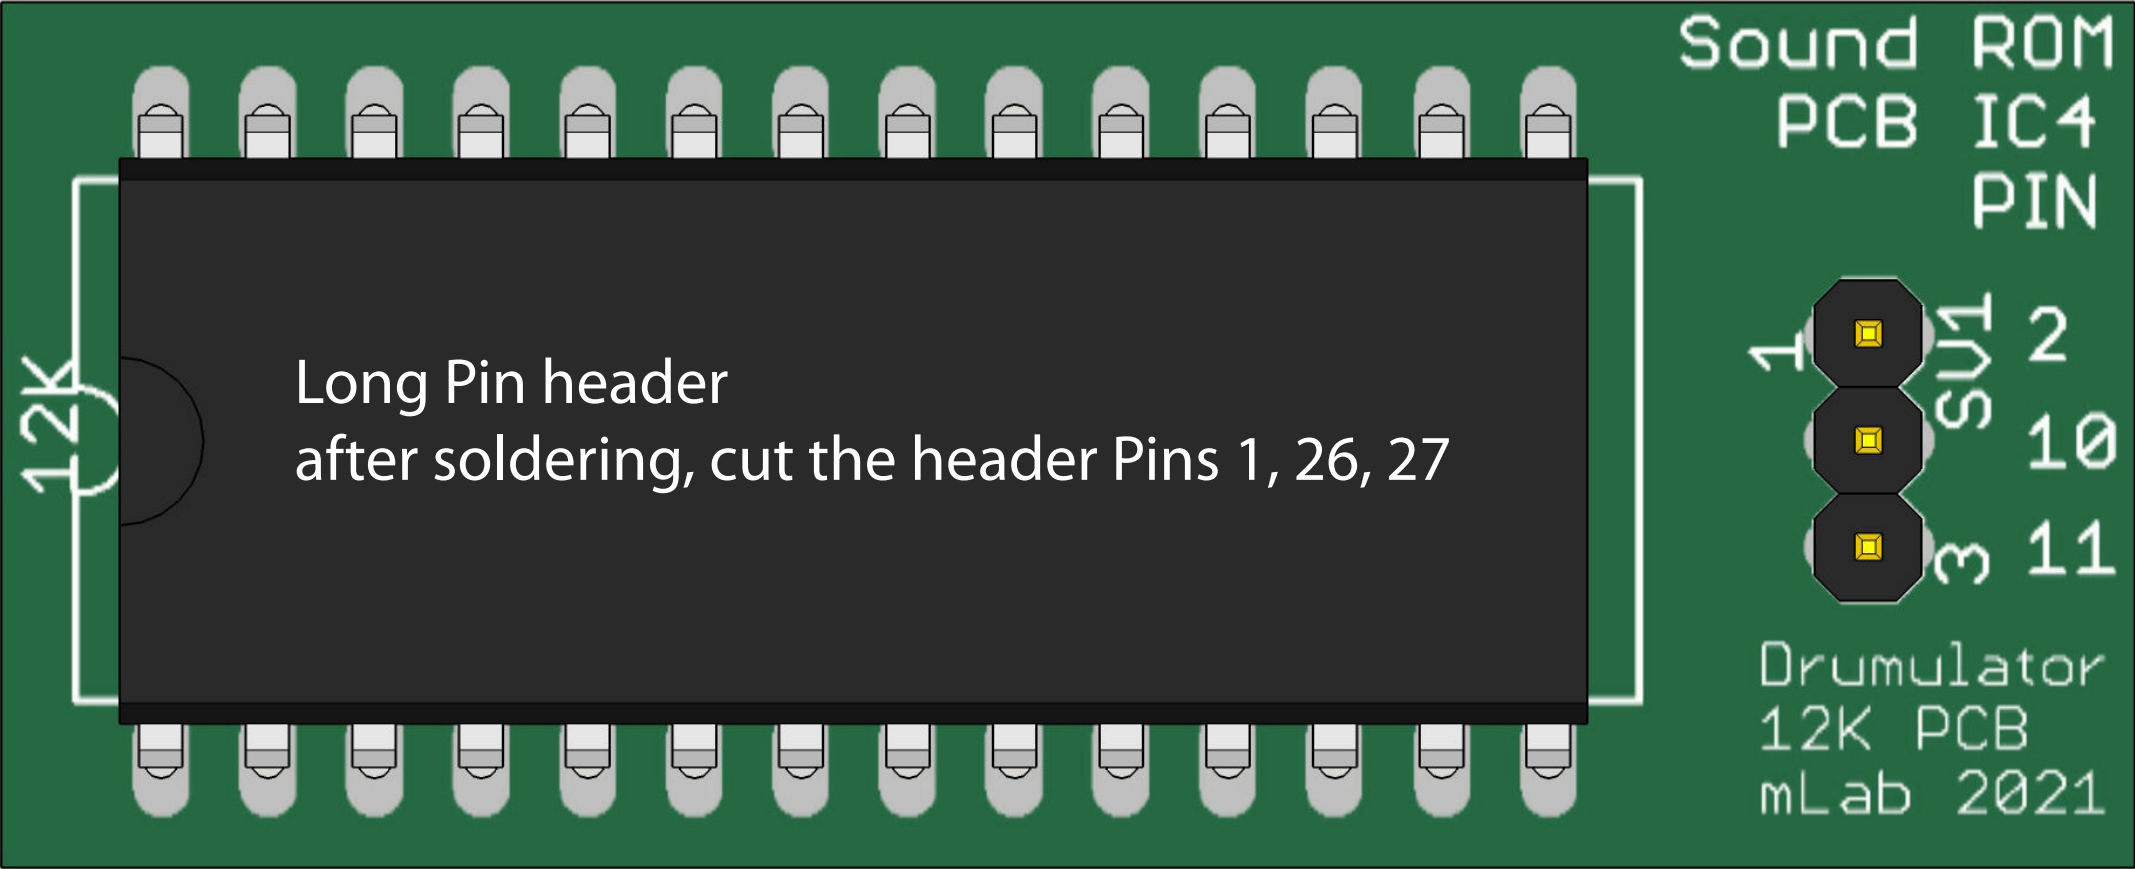 Sound ROM
PCB IC4
PIN
12K
Long Pin header
after soldering, cut the header Pins 1, 26, 27
1
SV1
2
10
3
11
Drumulator
12K PCB
mLab 2021